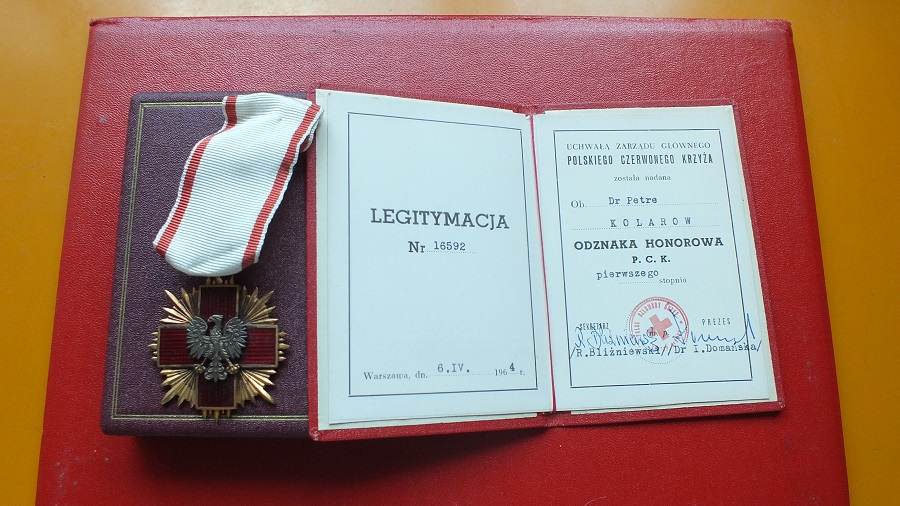 LEGITYMACJA
Nr 16592
Warszawa, dn. 6.IV. 1964 r.
UCHWAŁĄ ZARZĄDU GŁÓWNEGO
POLSKIEGO CZERWONEGO KRZYŻA
została nadana
Ob. Dr Petre
KOLAROW
ODZNAKA HONOROWA
P. C. K.
pierwszego stopnia
SEKRETARZ PREZES
/R.Bliźniewski//Dr I.Domańska/